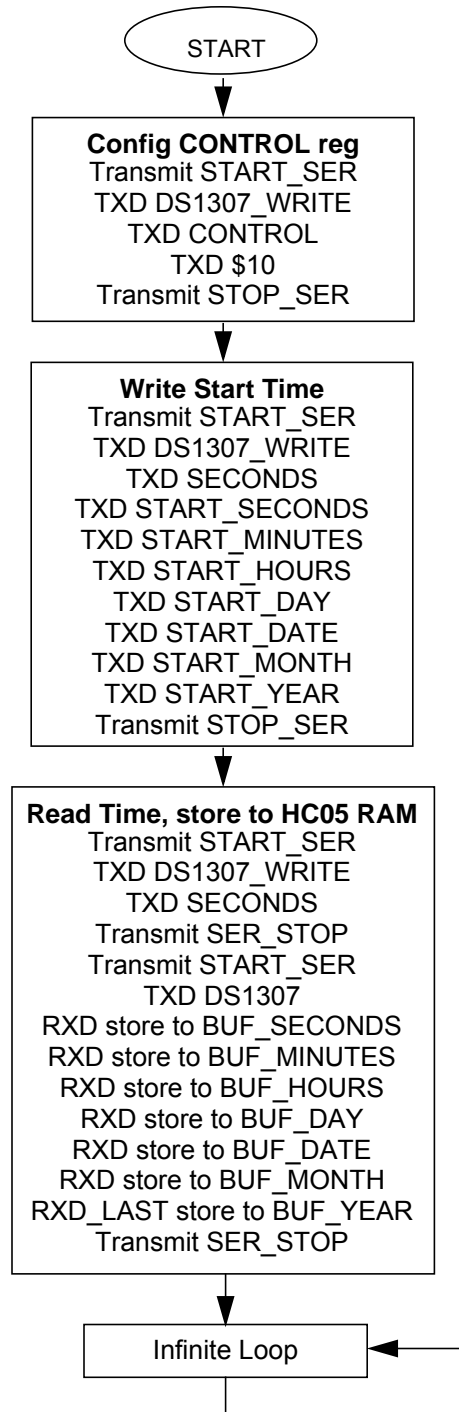 START
Config CONTROL reg
Transmit START_SER
TXD DS1307_WRITE
TXD CONTROL
TXD $10
Transmit STOP_SER
Write Start Time
Transmit START_SER
TXD DS1307_WRITE
TXD SECONDS
TXD START_SECONDS
TXD START_MINUTES
TXD START_HOURS
TXD START_DAY
TXD START_DATE
TXD START_MONTH
TXD START_YEAR
Transmit STOP_SER
Read Time, store to HC05 RAM
Transmit START_SER
TXD DS1307_WRITE
TXD SECONDS
Transmit SER_STOP
Transmit START_SER
TXD DS1307
RXD store to BUF_SECONDS
RXD store to BUF_MINUTES
RXD store to BUF_HOURS
RXD store to BUF_DAY
RXD store to BUF_DATE
RXD store to BUF_MONTH
RXD_LAST store to BUF_YEAR
Transmit SER_STOP
Infinite Loop